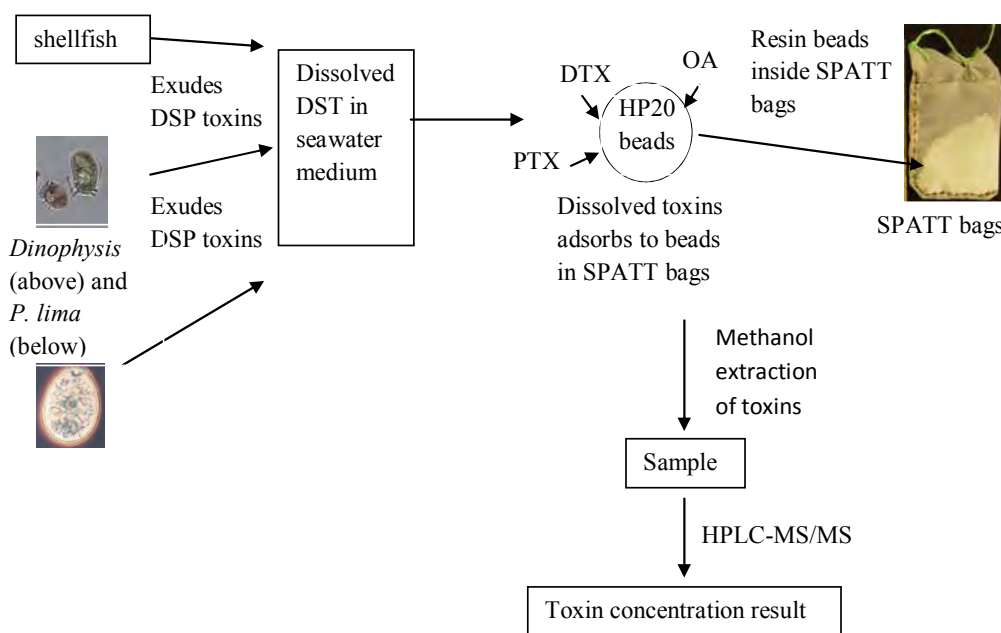 shellfish
Exudes
DSP toxins
Exudes
DSP toxins
Dinophysis
(above) and
P. lima
(below)
Dissolved
DST in
seawater
medium
DTX
OA
PTX
HP20
beads
Dissolved toxins
adsorbs to beads
in SPATT bags
Resin beads
inside SPATT
bags
SPATT bags
Methanol
extraction
of toxins
Sample
HPLC-MS/MS
Toxin concentration result